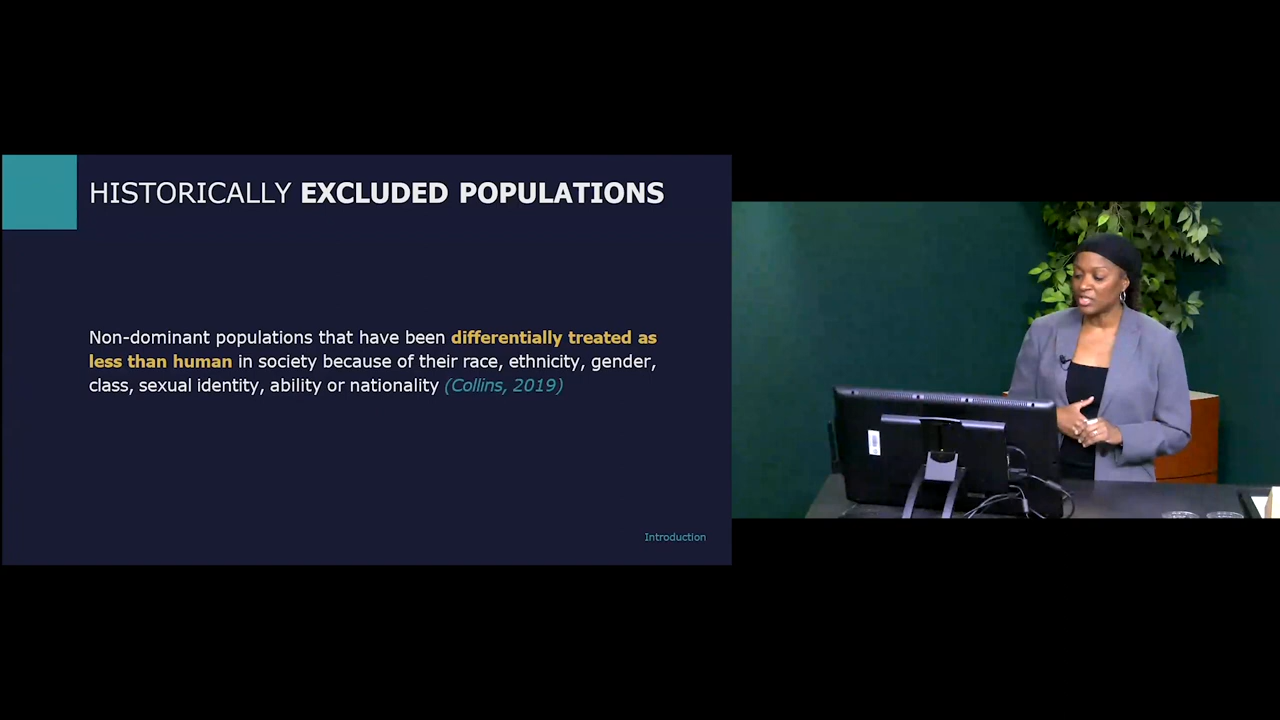 HISTORICALLY EXCLUDED POPULATIONS
Non-dominant populations that have been differentially treated as
less than human in society because of their race, ethnicity, gender,
class, sexual identity, ability or nationality (Collins, 2019)
Introduction